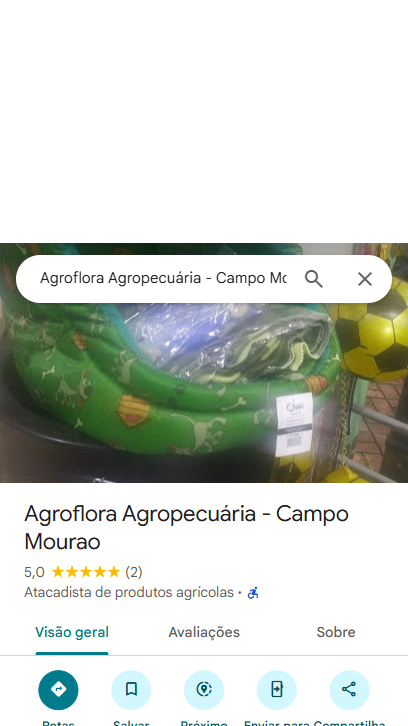 Agroflora Agropecuária - Campo Mo
Agroflora Agropecuária - Campo
Mourao
5,0 (2)
Atacadista de produtos agrícolas •
Visão geral Avaliações Sobre
Rotas Salvar Próximo Enviar para Compartilha